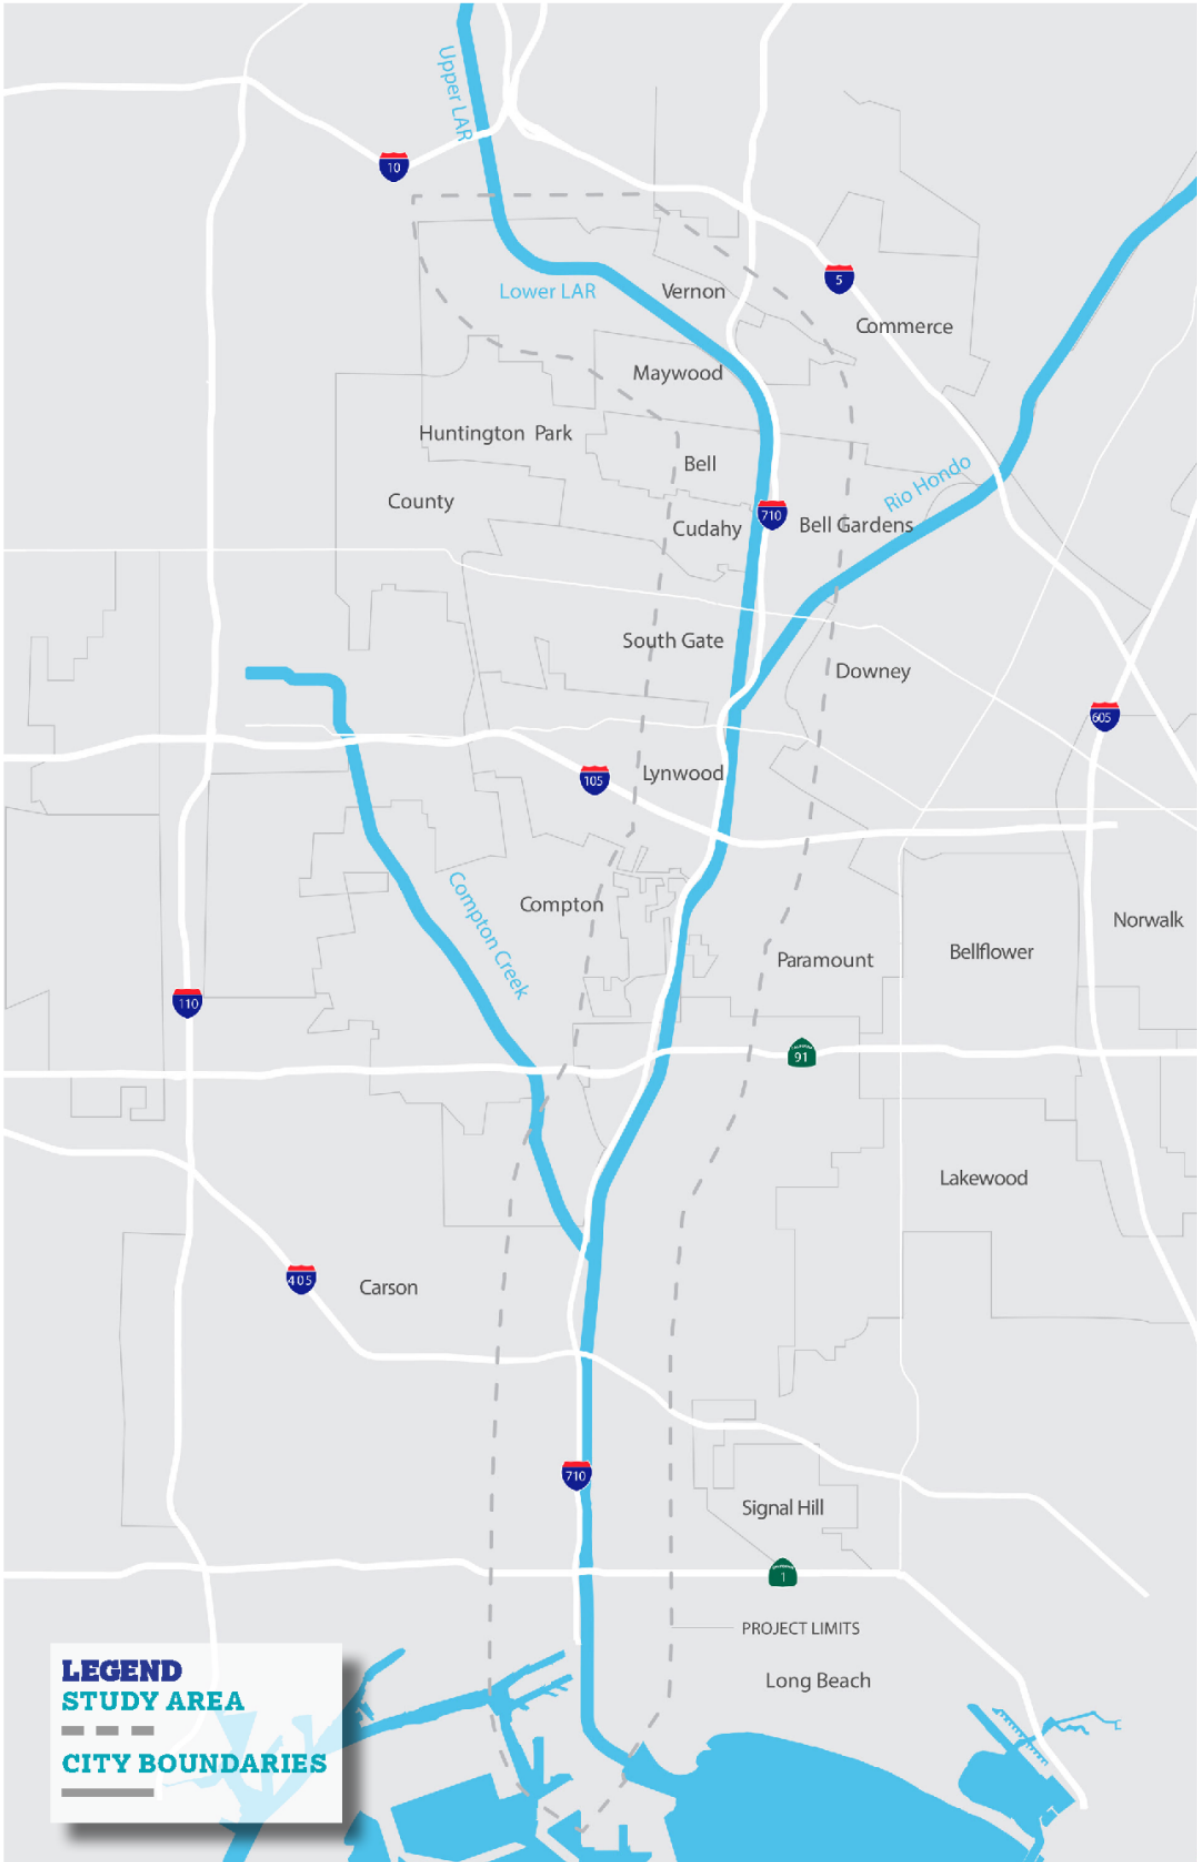 Upper LAR
10
5
Lower LAR
Vernon
Commerce
Maywood
Huntington Park
Bell
Rio Hondo
County
710
Cudahy
Bell Gardens
South Gate
Downey
605
105
Lynwood
Compton
Compton Creek
Norwalk
Bellflower
Paramount
110
91
Lakewood
405
Carson
710
Signal Hill
1
PROJECT LIMITS
Long Beach
LEGEND
STUDY AREA
CITY BOUNDARIES